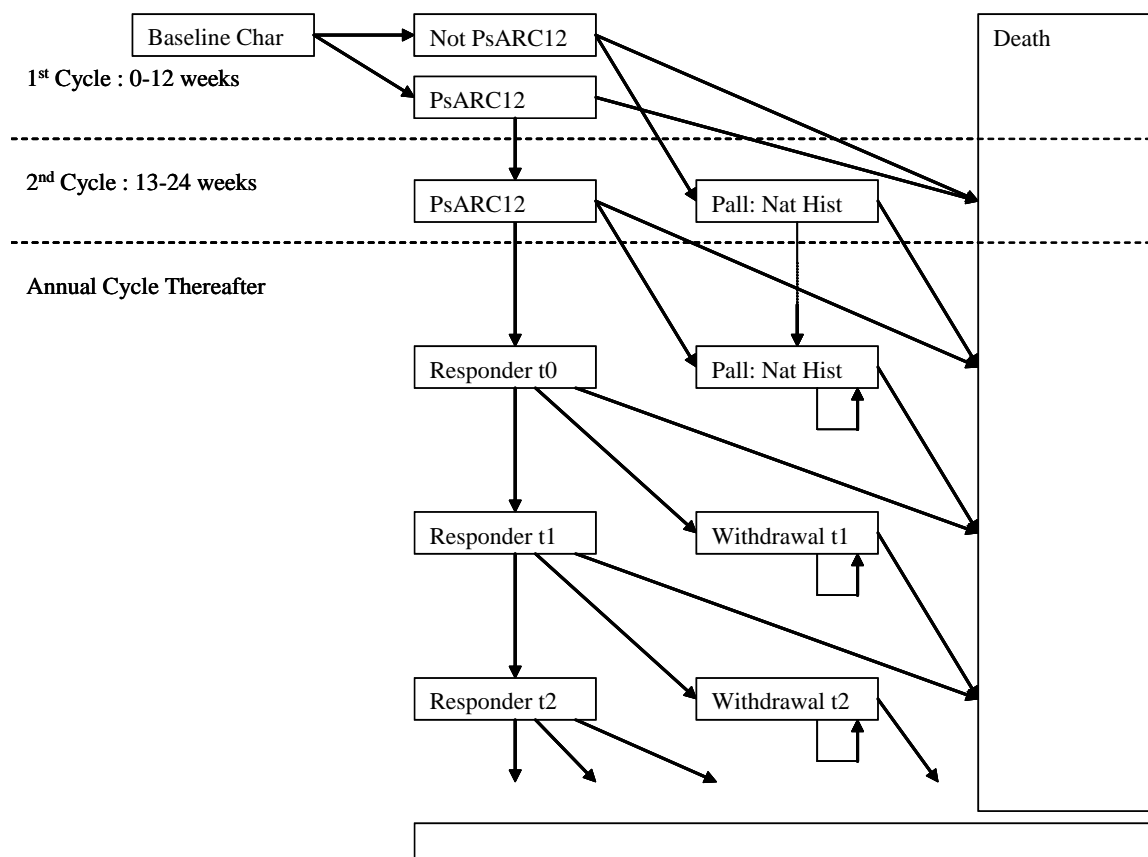 Baseline Char
Not PsARC12
Death
1st Cycle : 0-12 weeks
PsARC12
2nd Cycle : 13-24 weeks
PsARC12
Pall: Nat Hist
Annual Cycle Thereafter
Responder t0
Pall: Nat Hist
Responder t1
Withdrawal t1
Responder t2
Withdrawal t2